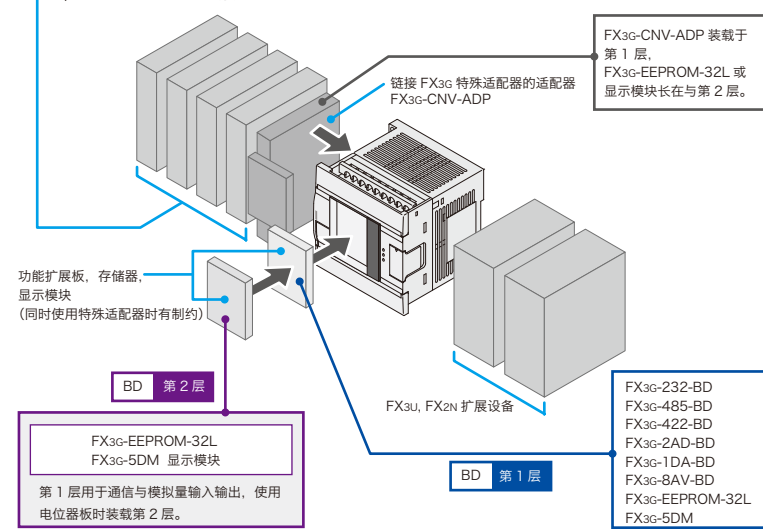 FX3G-CNV-ADP 装载于
第 1 层，
FX3G-EEPROM-32L 或
显示模块长在与第 2 层。
链接 FX3G 特殊适配器的适配器
FX3G-CNV-ADP
功能扩展板，存储器，
显示模块
（同时使用特殊适配器时有制约）
BD 第 2 层
FX3G-EEPROM-32L
FX3G-5DM 显示模块
第 1 层用于通信与模拟量输入输出，使用
电位器板时装载第 2 层。
FX3U, FX2N 扩展设备
BD 第 1 层
FX3G-232-BD
FX3G-485-BD
FX3G-422-BD
FX3G-2AD-BD
FX3G-1DA-BD
FX3G-8AV-BD
FX3G-EEPROM-32L
FX3G-5DM